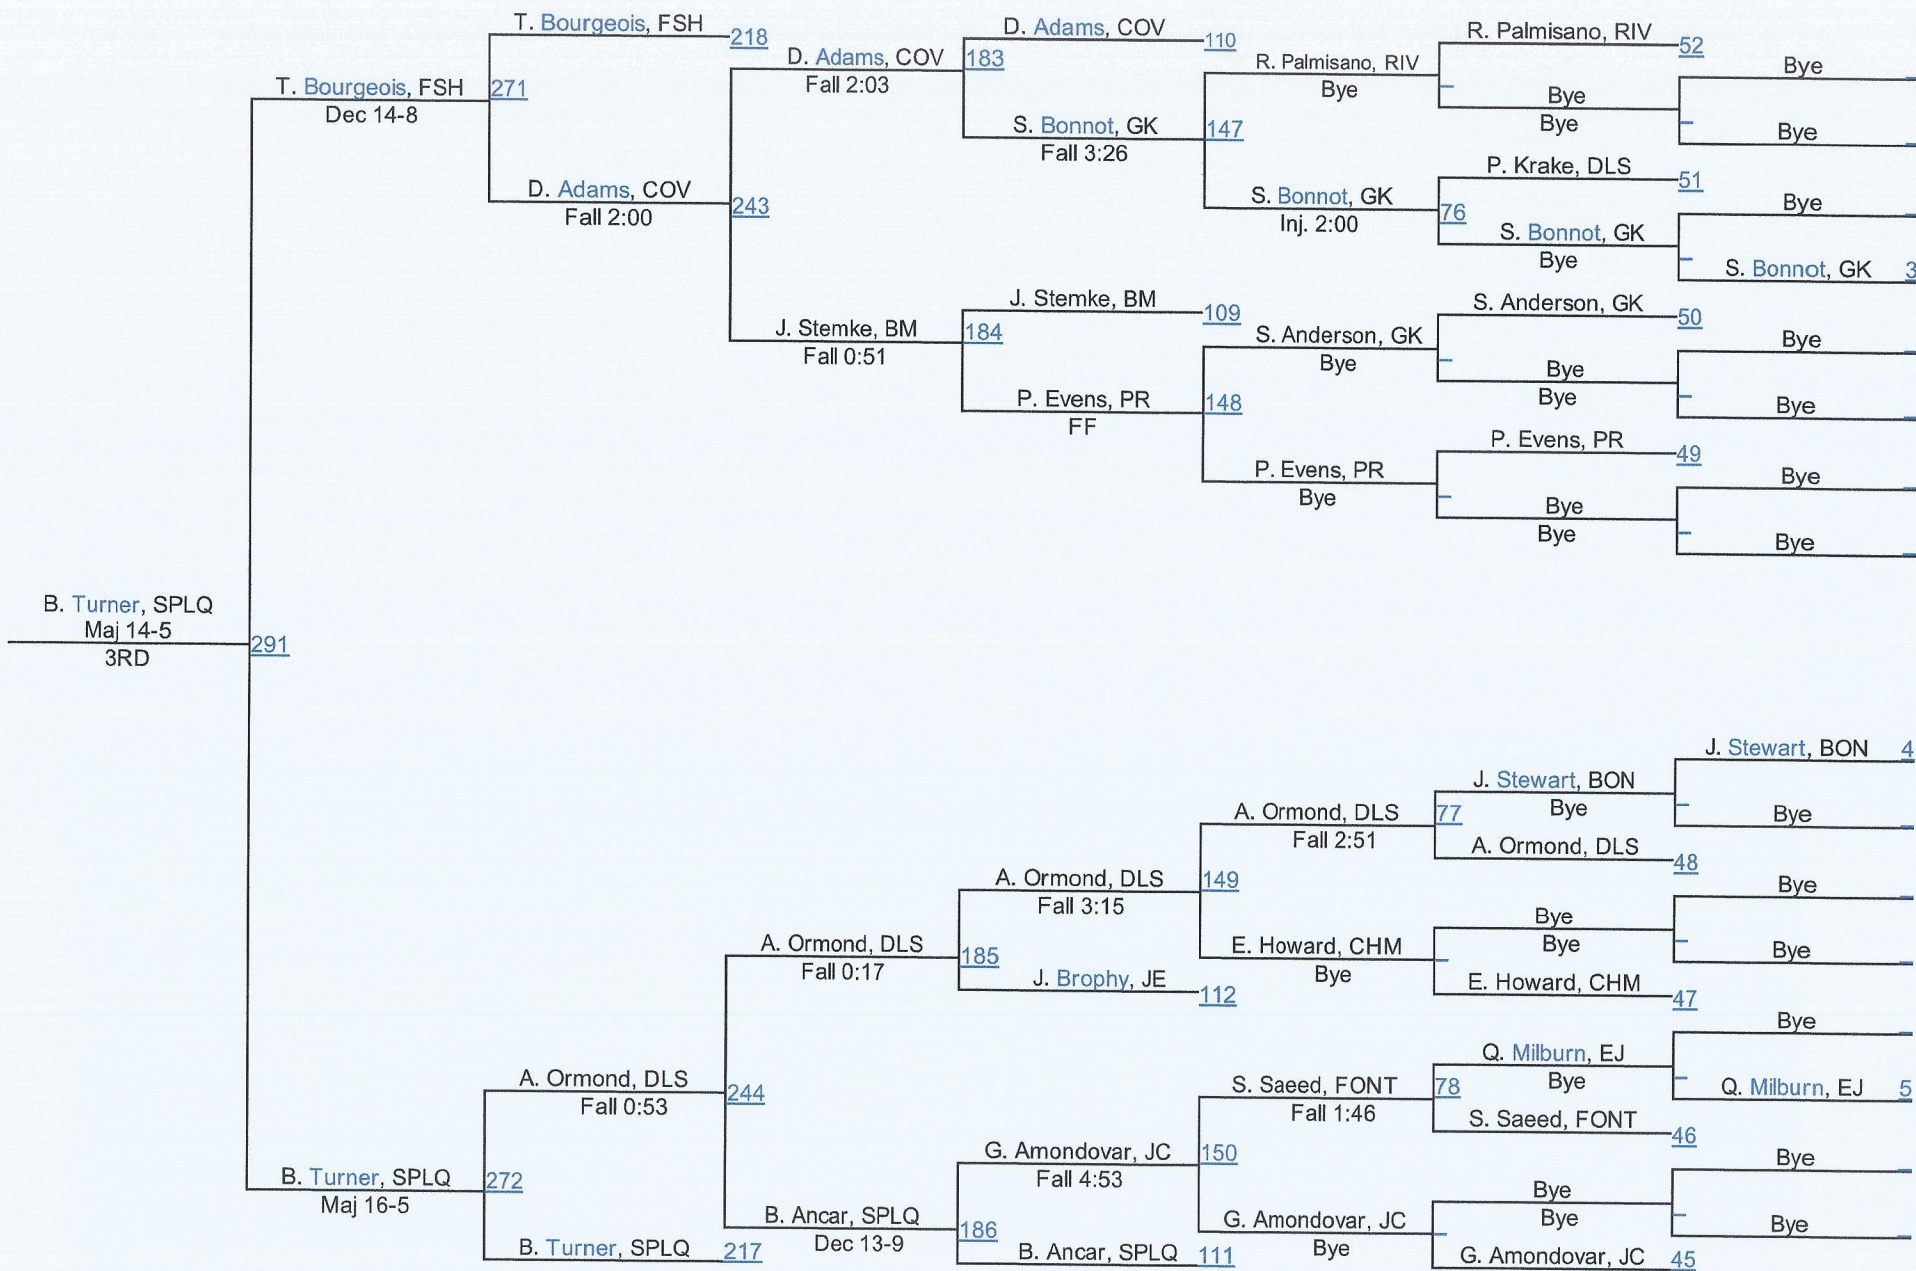 T. Bourgeois, FSH
218
D. Adams, COV
110
R. Palmisano, RIV
52
Bye
T. Bourgeois, FSH
Dec 14-8
271
D. Adams, COV
Fall 2:03
183
R. Palmisano, RIV
Bye
Bye
Bye
Bye
S. Bonnot, GK
Fall 3:26
147
P. Krake, DLS
51
Bye
D. Adams, COV
Fall 2:00
243
S. Bonnot, GK
Inj. 2:00
76
S. Bonnot, GK
Bye
S. Bonnot, GK 3
J. Stemke, BM
109
S. Anderson, GK
50
Bye
J. Stemke, BM
Fall 0:51
184
S. Anderson, GK
Bye
Bye
Bye
Bye
P. Evens, PR
FF
148
P. Evens, PR
49
Bye
P. Evens, PR
Bye
Bye
Bye
Bye
B. Turner, SPLQ
Maj 14-5
3RD
291
J. Stewart, BON 4
J. Stewart, BON
Bye
Bye
A. Ormond, DLS
Fall 2:51
77
A. Ormond, DLS
48
A. Ormond, DLS
Fall 3:15
149
Bye
Bye
Bye
Bye
A. Ormond, DLS
Fall 0:17
185
E. Howard, CHM
Bye
J. Brophy, JE
112
E. Howard, CHM
47
Bye
A. Ormond, DLS
Fall 0:53
244
S. Saeed, FONT
Fall 1:46
78
Q. Milburn, EJ
Bye
Q. Milburn, EJ 5
S. Saeed, FONT
46
B. Turner, SPLQ
Maj 16-5
272
G. Amondovar, JC
Fall 4:53
150
Bye
Bye
Bye
Bye
B. Ancar, SPLQ
Dec 13-9
186
G. Amondovar, JC
Bye
B. Turner, SPLQ
217
B. Ancar, SPLQ
111
G. Amondovar, JC
45